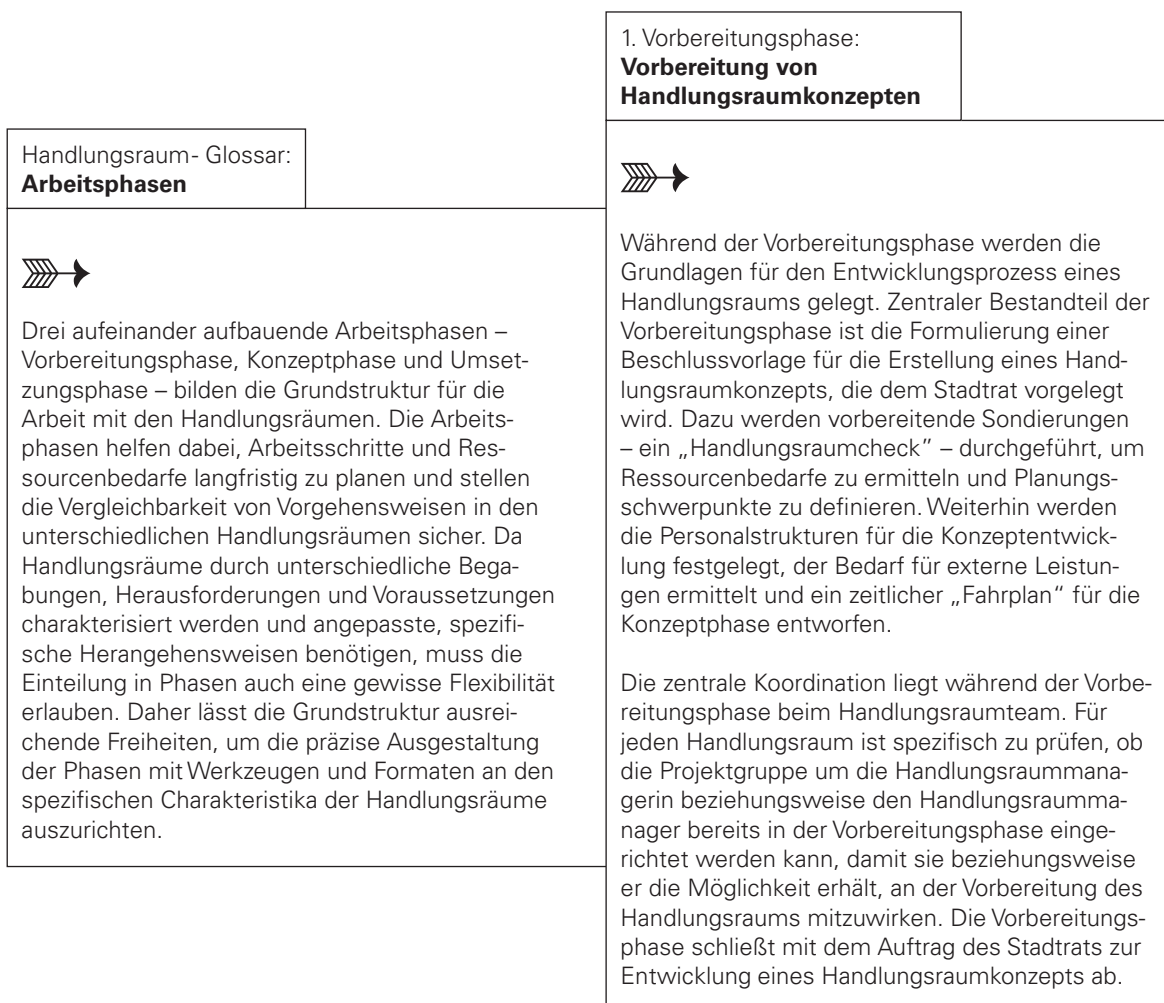 Handlungsraum- Glossar:
Arbeitsphasen
Drei aufeinander aufbauende Arbeitsphasen –
Vorbereitungsphase, Konzeptphase und Umset-
zungsphase – bilden die Grundstruktur für die
Arbeit mit den Handlungsräumen. Die Arbeits-
phasen helfen dabei, Arbeitsschritte und Res-
sourcenbedarfe langfristig zu planen und stellen
die Vergleichbarkeit von Vorgehensweisen in den
unterschiedlichen Handlungsräumen sicher. Da
Handlungsräume durch unterschiedliche Bega-
bungen, Herausforderungen und Voraussetzungen
charakterisiert werden und angepasste, spezifi-
sche Herangehensweisen benötigen, muss die
Einteilung in Phasen auch eine gewisse Flexibilität
erlauben. Daher lässt die Grundstruktur ausrei-
chende Freiheiten, um die präzise Ausgestaltung
der Phasen mit Werkzeugen und Formaten an den
spezifischen Charakteristika der Handlungsräume
auszurichten.
1. Vorbereitungsphase:
Vorbereitung von
Handlungsraumkonzepten
Während der Vorbereitungsphase werden die
Grundlagen für den Entwicklungsprozess eines
Handlungsraums gelegt. Zentraler Bestandteil der
Vorbereitungsphase ist die Formulierung einer
Beschlussvorlage für die Erstellung eines Hand-
lungsraumkonzepts, die dem Stadtrat vorgelegt
wird. Dazu werden vorbereitende Sondierungen
– ein „Handlungsraumcheck” – durchgeführt, um
Ressourcenbedarfe zu ermitteln und Planungs-
schwerpunkte zu definieren. Weiterhin werden
die Personalstrukturen für die Konzeptentwick-
lung festgelegt, der Bedarf für externe Leistun-
gen ermittelt und ein zeitlicher „Fahrplan“ für die
Konzeptphase entworfen.
Die zentrale Koordination liegt während der Vorbe-
reitungsphase beim Handlungsraumteam. Für
jeden Handlungsraum ist spezifisch zu prüfen, ob
die Projektgruppe um die Handlungsraummana-
gerin beziehungsweise den Handlungsraumma-
nager bereits in der Vorbereitungsphase einge-
richtet werden kann, damit sie beziehungsweise
er die Möglichkeit erhält, an der Vorbereitung des
Handlungsraums mitzuwirken. Die Vorbereitungs-
phase schließt mit dem Auftrag des Stadtrats zur
Entwicklung eines Handlungsraumkonzepts ab.